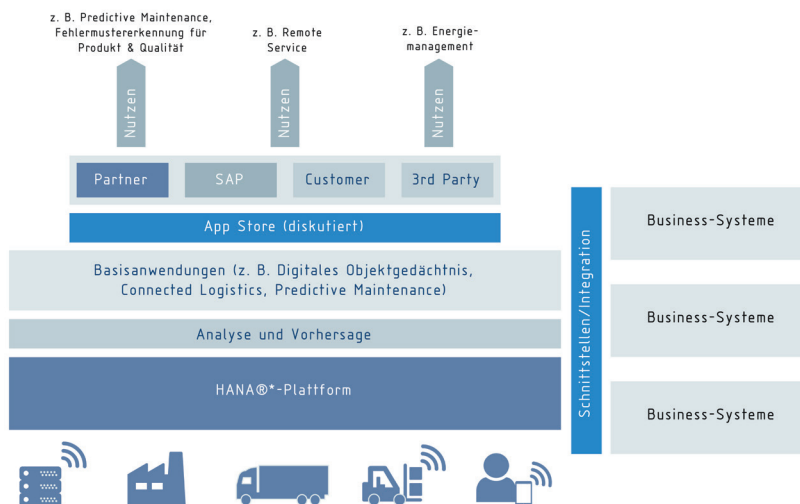 z. B. Predictive Maintenance,
Fehlermustererkennung für
Produkt & Qualität
z. B. Remote
Service
z. B. Energie-
management
Nutzen
Nutzen
Nutzen
Partner
SAP
Customer
3rd Party
App Store (diskutiert)
Basisanwendungen (z. B. Digitales Objektgedächtnis,
Connected Logistics, Predictive Maintenance)
Analyse und Vorhersage
HANA®*-Plattform
Schnittstellen/Integration
Business-Systeme
Business-Systeme
Business-Systeme